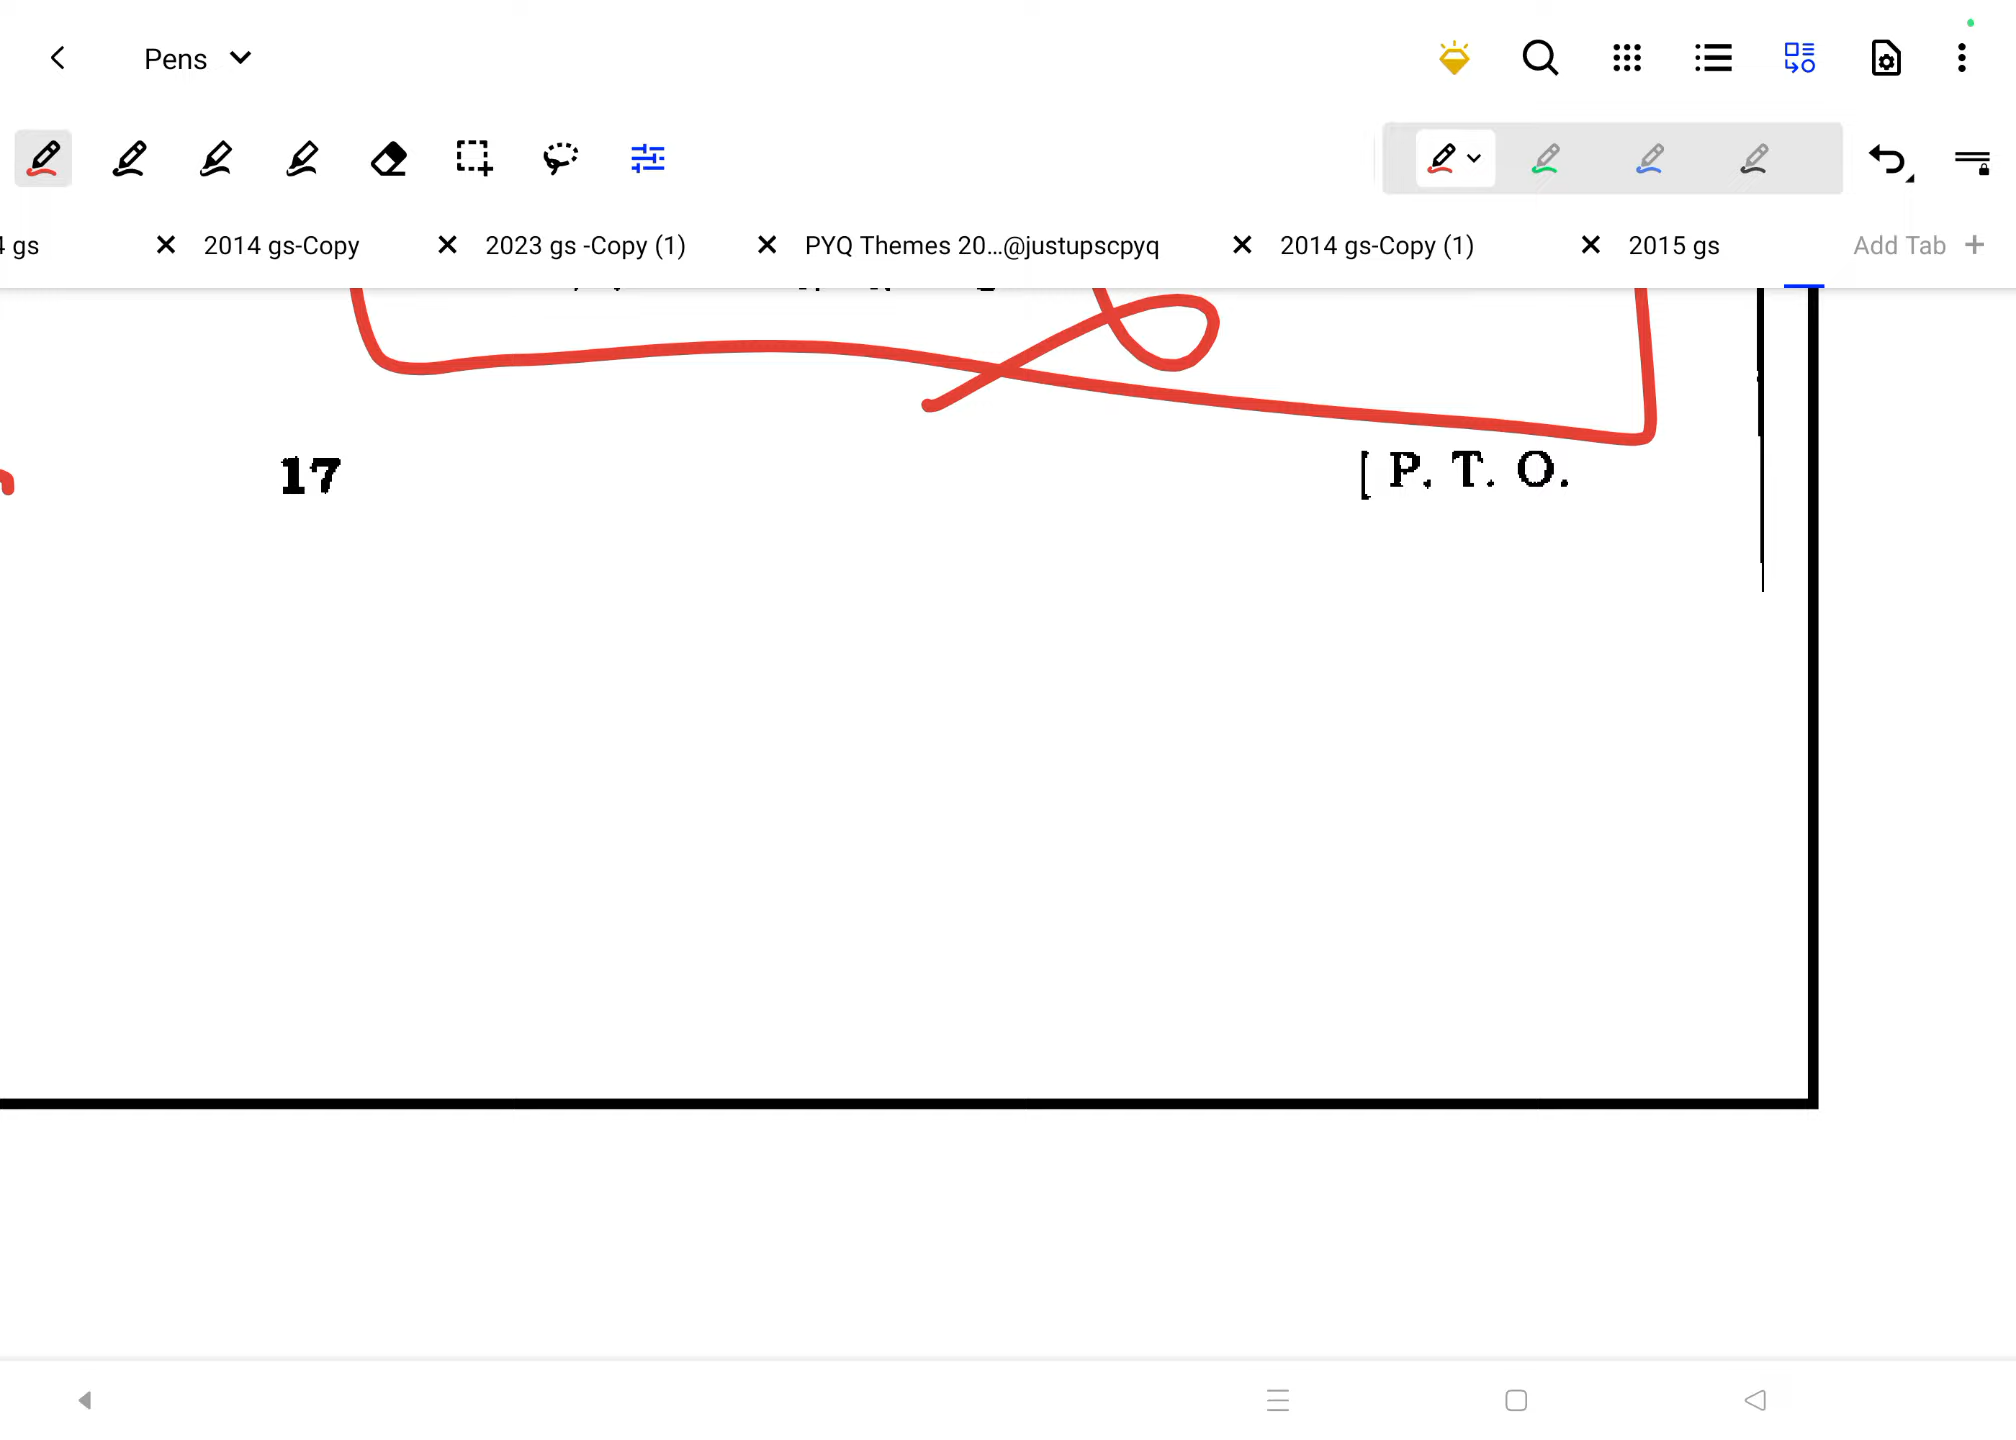 Pens
4 gs
2014 gs-Copy
2023 gs -Copy (1)
PYQ Themes 20...@justupscpyq
2014 gs-Copy (1)
2015 gs
Add Tab +
17
[ P. T. O.